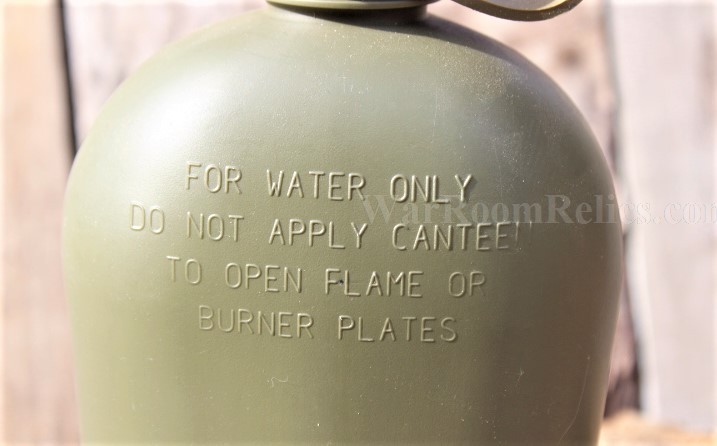 FOR WATER ONLY
WarRoomRelics.com
DO NOT APPLY CANTEEN
TO OPEN FLAME OR
BURNER PLATES